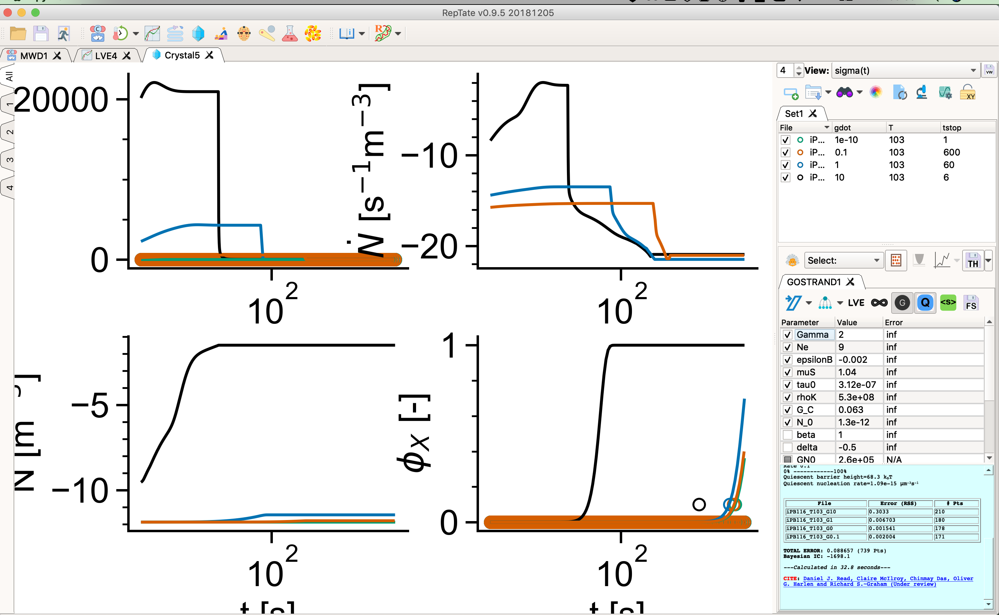 RepTate v0.9.5 20181205
MWD1
LVE4
Crystal5
All
1
2
3
4
20000
0
10^2
Ṅ [s^−1 m^−3]
−10
−20
10^2
−5
−10
10^2
t [s]
1
0
ϕ_X [-]
10^2
t [s]
4 View: sigma(t)
VW
XY
Set1
File gdot T tstop
iP... 1e-10 103 1
iP... 0.1 103 600
iP... 1 103 60
iP... 10 103 6
Select:
TH
GOSTRAND1
LVE G Q <s> FS
Parameter Value Error
Gamma 2 inf
Ne 9 inf
epsilonB -0.002 inf
muS 1.04 inf
tau0 3.12e-07 inf
rhoK 5.3e+08 inf
G_C 0.063 inf
N_0 1.3e-12 inf
beta 1 inf
delta -0.5 inf
GN0 2.6e+05 N/A
Rate 0.1
0% ------------100%
Quiescent barrier height=68.3 k_BT
Quiescent nucleation rate=1.09e-15 μm⁻³s⁻¹
File Error (RSS) # Pts
iPB116_T103_G10 0.3033 210
iPB116_T103_G1 0.006703 180
iPB116_T103_G0 0.001541 178
iPB116_T103_G0.1 0.002004 171
TOTAL ERROR: 0.088657 (739 Pts)
Bayesian IC: -1698.1
---Calculated in 32.8 seconds---
CITE: Daniel J. Read, Claire McIlroy, Chinmay Das, Oliver
G. Harlen and Richard S.~Graham (Under review)